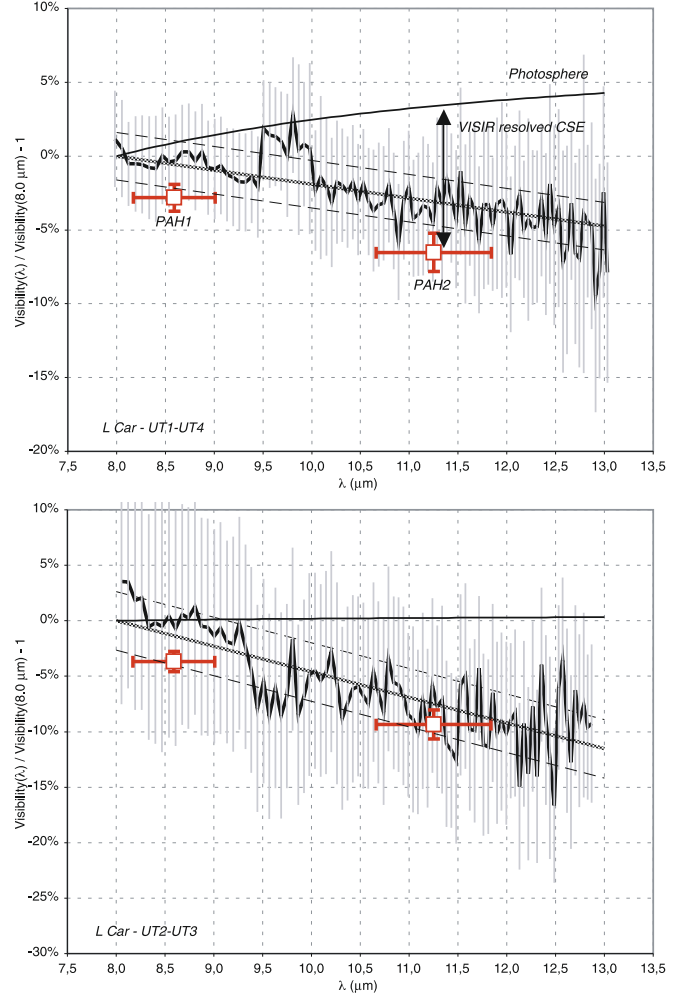 10%
5%
Photosphere
VISIR resolved CSE
0%
PAH1
-5%
PAH2
-10%
-15%
L Car - UT1-UT4
-20%
7,5 8,0 8,5 9,0 9,5 10,0 10,5 11,0 11,5 12,0 12,5 13,0 13,5
λ (μm)
Visibility(λ) / Visibility(8.0 μm) - 1
10%
5%
0%
-5%
-10%
-15%
-20%
-25%
L Car - UT2-UT3
-30%
7,5 8,0 8,5 9,0 9,5 10,0 10,5 11,0 11,5 12,0 12,5 13,0 13,5
λ (μm)
Visibility(λ) / Visibility(8.0 μm) - 1